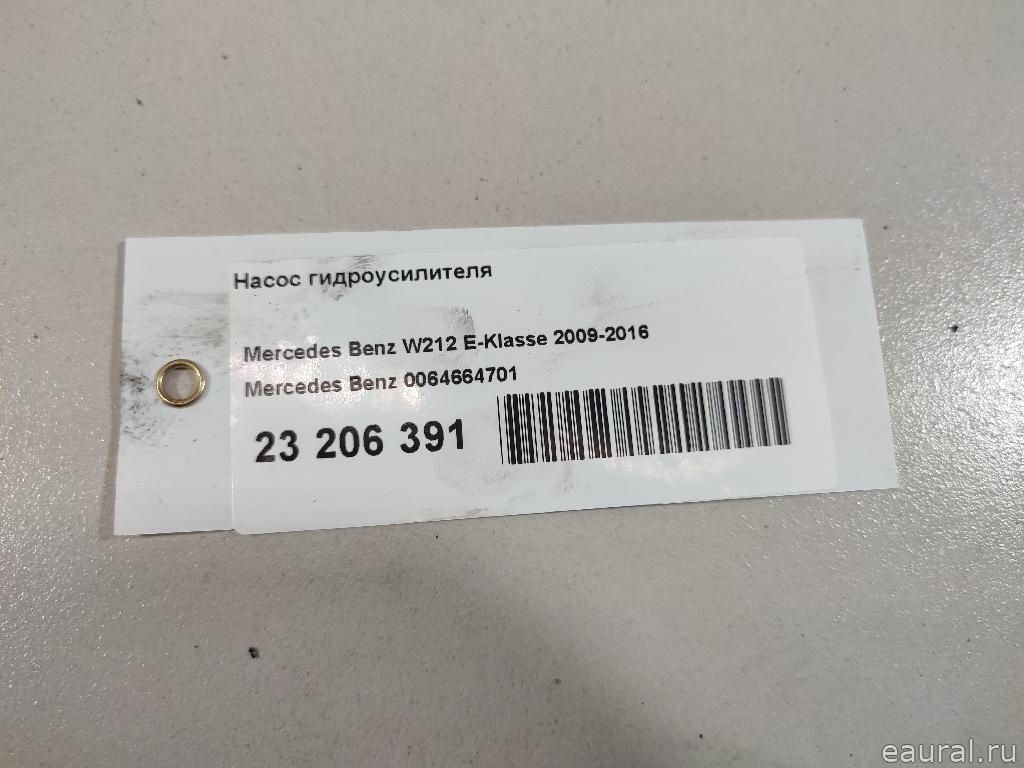 Насос гидроусилителя
Mercedes Benz W212 E-Klasse 2009-2016
Mercedes Benz 0064664701
23 206 391
eaural.ru